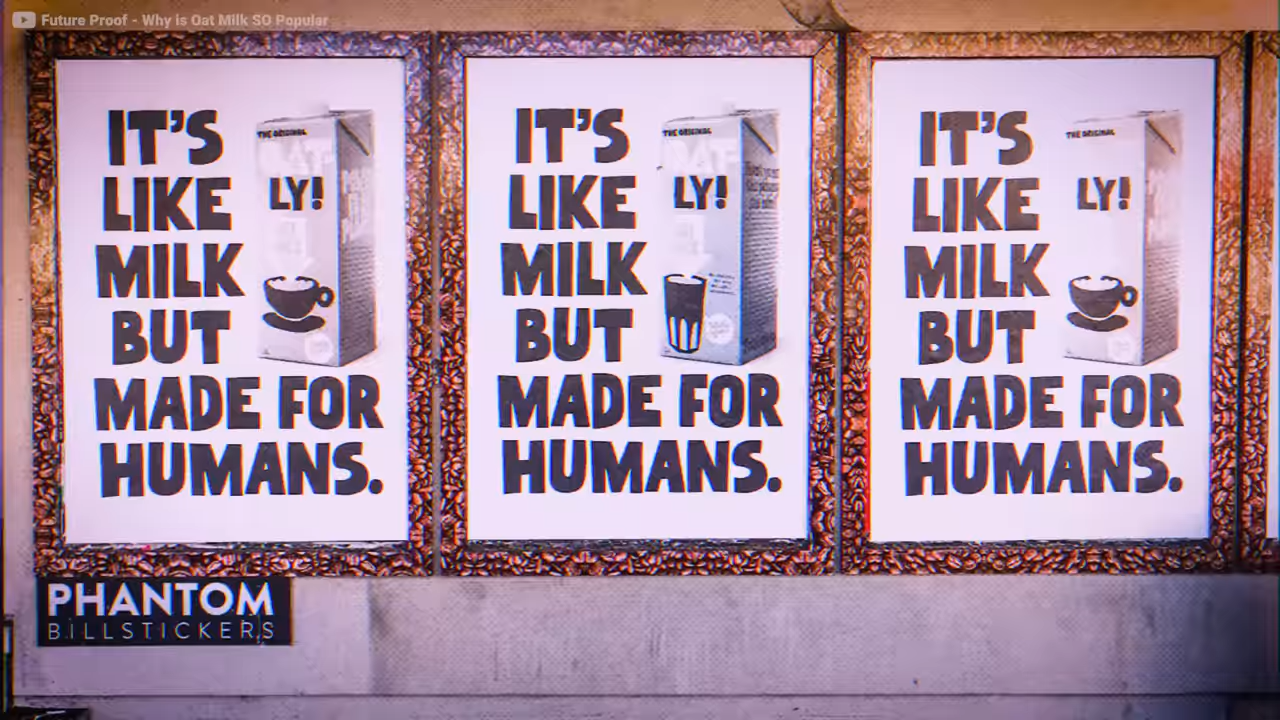 Future Proof - Why is Oat Milk SO Popular
IT'S
LIKE
MILK
BUT
MADE FOR
HUMANS.
THE ORIGINAL
OAT
LY!
IT'S
LIKE
MILK
BUT
MADE FOR
HUMANS.
THE ORIGINAL
OAT
LY!
IT'S
LIKE
MILK
BUT
MADE FOR
HUMANS.
THE ORIGINAL
LY!
PHANTOM
BILLSTICKERS